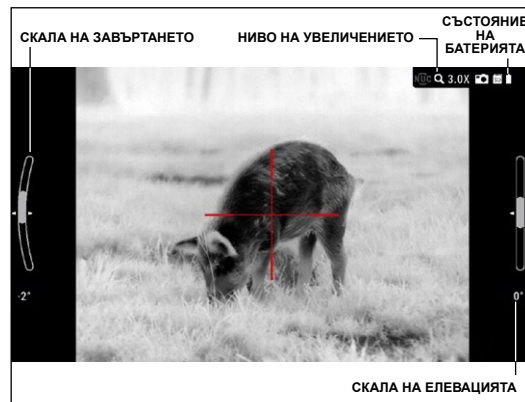 СКАЛА НА ЗАВЪРТАНЕТО
НИВО НА УВЕЛИЧЕНИЕТО
СЪСТОЯНИЕ
НА
БАТЕРИЯТА
NUC 3.0X
-2°
0°
СКАЛА НА ЕЛЕВАЦИЯТА